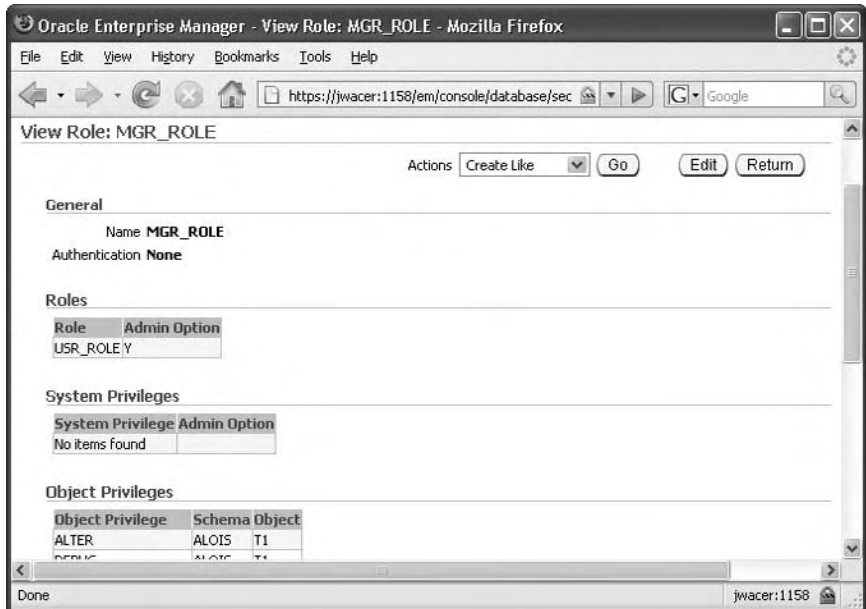 Oracle Enterprise Manager - View Role: MGR_ROLE - Mozilla Firefox
File Edit View History Bookmarks Tools Help
https://jwacer:1158/em/console/database/sec G Google
View Role: MGR_ROLE
Actions Create Like Go Edit Return
General
Name MGR_ROLE
Authentication None
Roles
Role Admin Option
USR_ROLE Y
System Privileges
System Privilege Admin Option
No items found
Object Privileges
Object Privilege Schema Object
ALTER ALOIS T1
DEBUG ALOIS T1
Done jwacer:1158